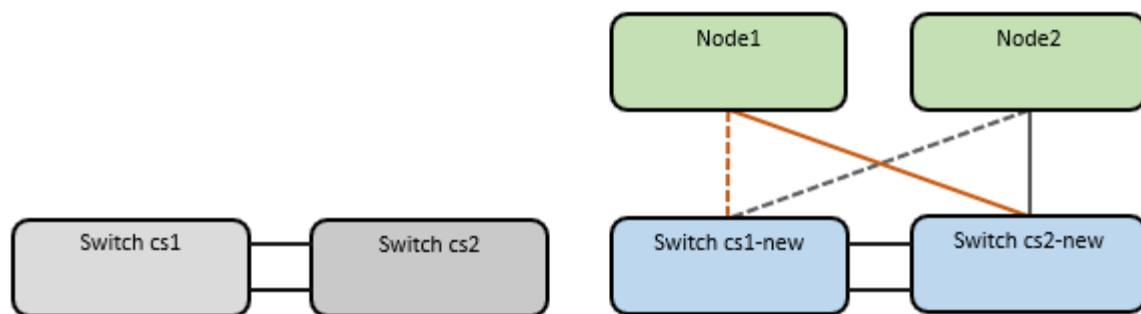 Node1
Node2
Switch cs1
Switch cs2
Switch cs1-new
Switch cs2-new